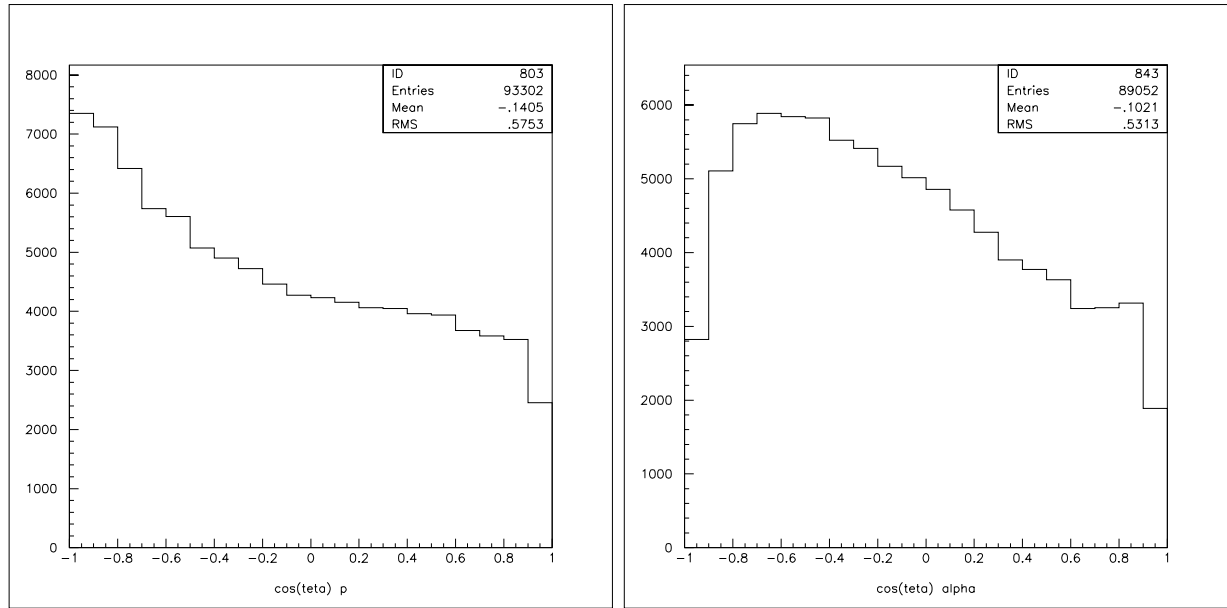 ID 803
Entries 93302
Mean -.1405
RMS .5753
8000
7000
6000
5000
4000
3000
2000
1000
0
-1 -0.8 -0.6 -0.4 -0.2 0 0.2 0.4 0.6 0.8 1
cos(teta) p
ID 843
Entries 89052
Mean -.1021
RMS .5313
6000
5000
4000
3000
2000
1000
0
-1 -0.8 -0.6 -0.4 -0.2 0 0.2 0.4 0.6 0.8 1
cos(teta) alpha